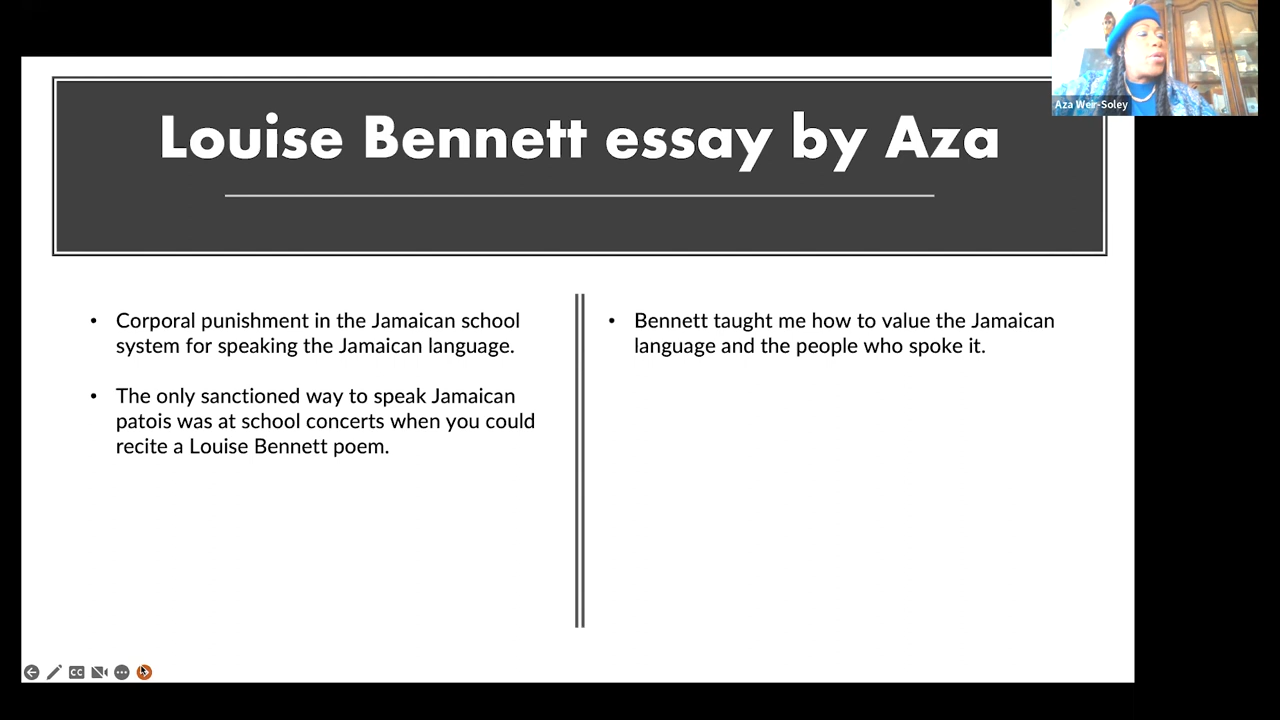 Aza Weir-Soley
Louise Bennett essay by Aza
• Corporal punishment in the Jamaican school
system for speaking the Jamaican language.
• The only sanctioned way to speak Jamaican
patois was at school concerts when you could
recite a Louise Bennett poem.
• Bennett taught me how to value the Jamaican
language and the people who spoke it.
CC